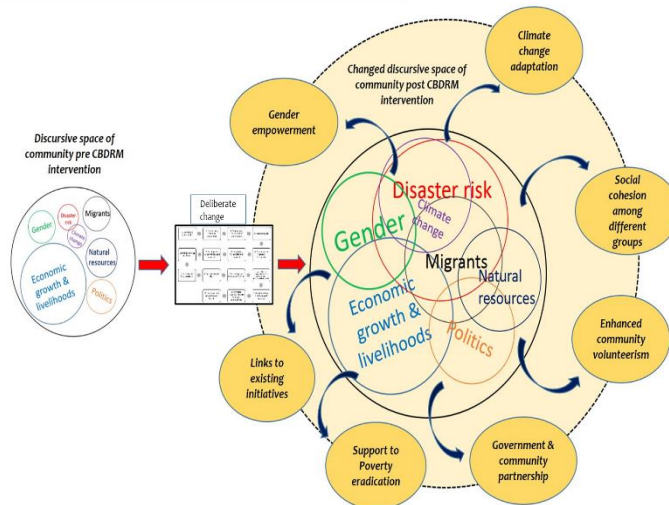 Discursive space of
community pre CBDRM
intervention
Gender
Disaster
risk
Migrants
Climate
change
Natural
resources
Economic
growth &
livelihoods
Politics
Deliberate
change
Changed discursive space of
community post CBDRM
intervention
Disaster risk
Climate
change
Gender
Migrants
Natural
resources
Economic
growth &
livelihoods
Politics
Gender
empowerment
Climate
change
adaptation
Social
cohesion
among
different
groups
Enhanced
community
volunteerism
Government &
community
partnership
Support to
Poverty
eradication
Links to
existing
initiatives